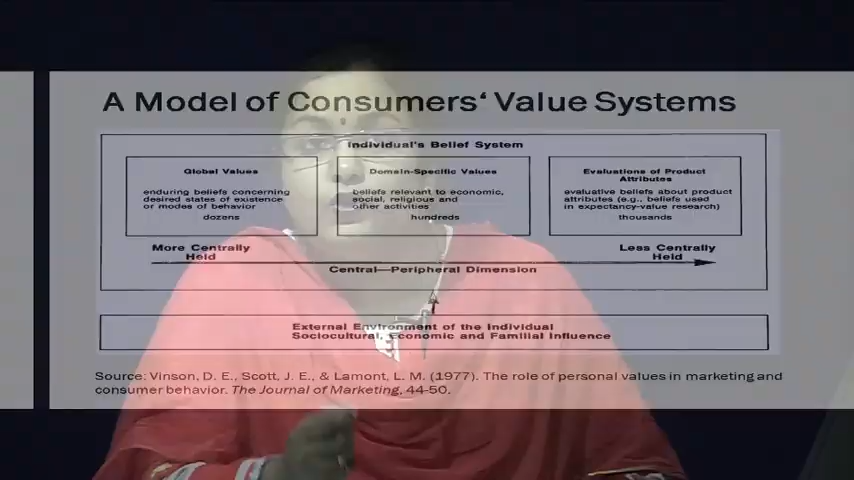 A Model of Consumers‘ Value Systems
Individual's Belief System
Global Values
enduring beliefs concerning
desired states of existence
or modes of behavior
dozens
Domain-Specific Values
beliefs relevant to economic,
social, religious and
other activities
hundreds
Evaluations of Product
Attributes
evaluative beliefs about product
attributes (e.g., beliefs used
in expectancy-value research)
thousands
More Centrally
Held
Less Centrally
Held
Central—Peripheral Dimension
External Environment of the Individual
Sociocultural, Economic and Familial Influence
Source: Vinson, D. E., Scott, J. E., & Lamont, L. M. (1977). The role of personal values in marketing and
consumer behavior. The Journal of Marketing, 44-50.